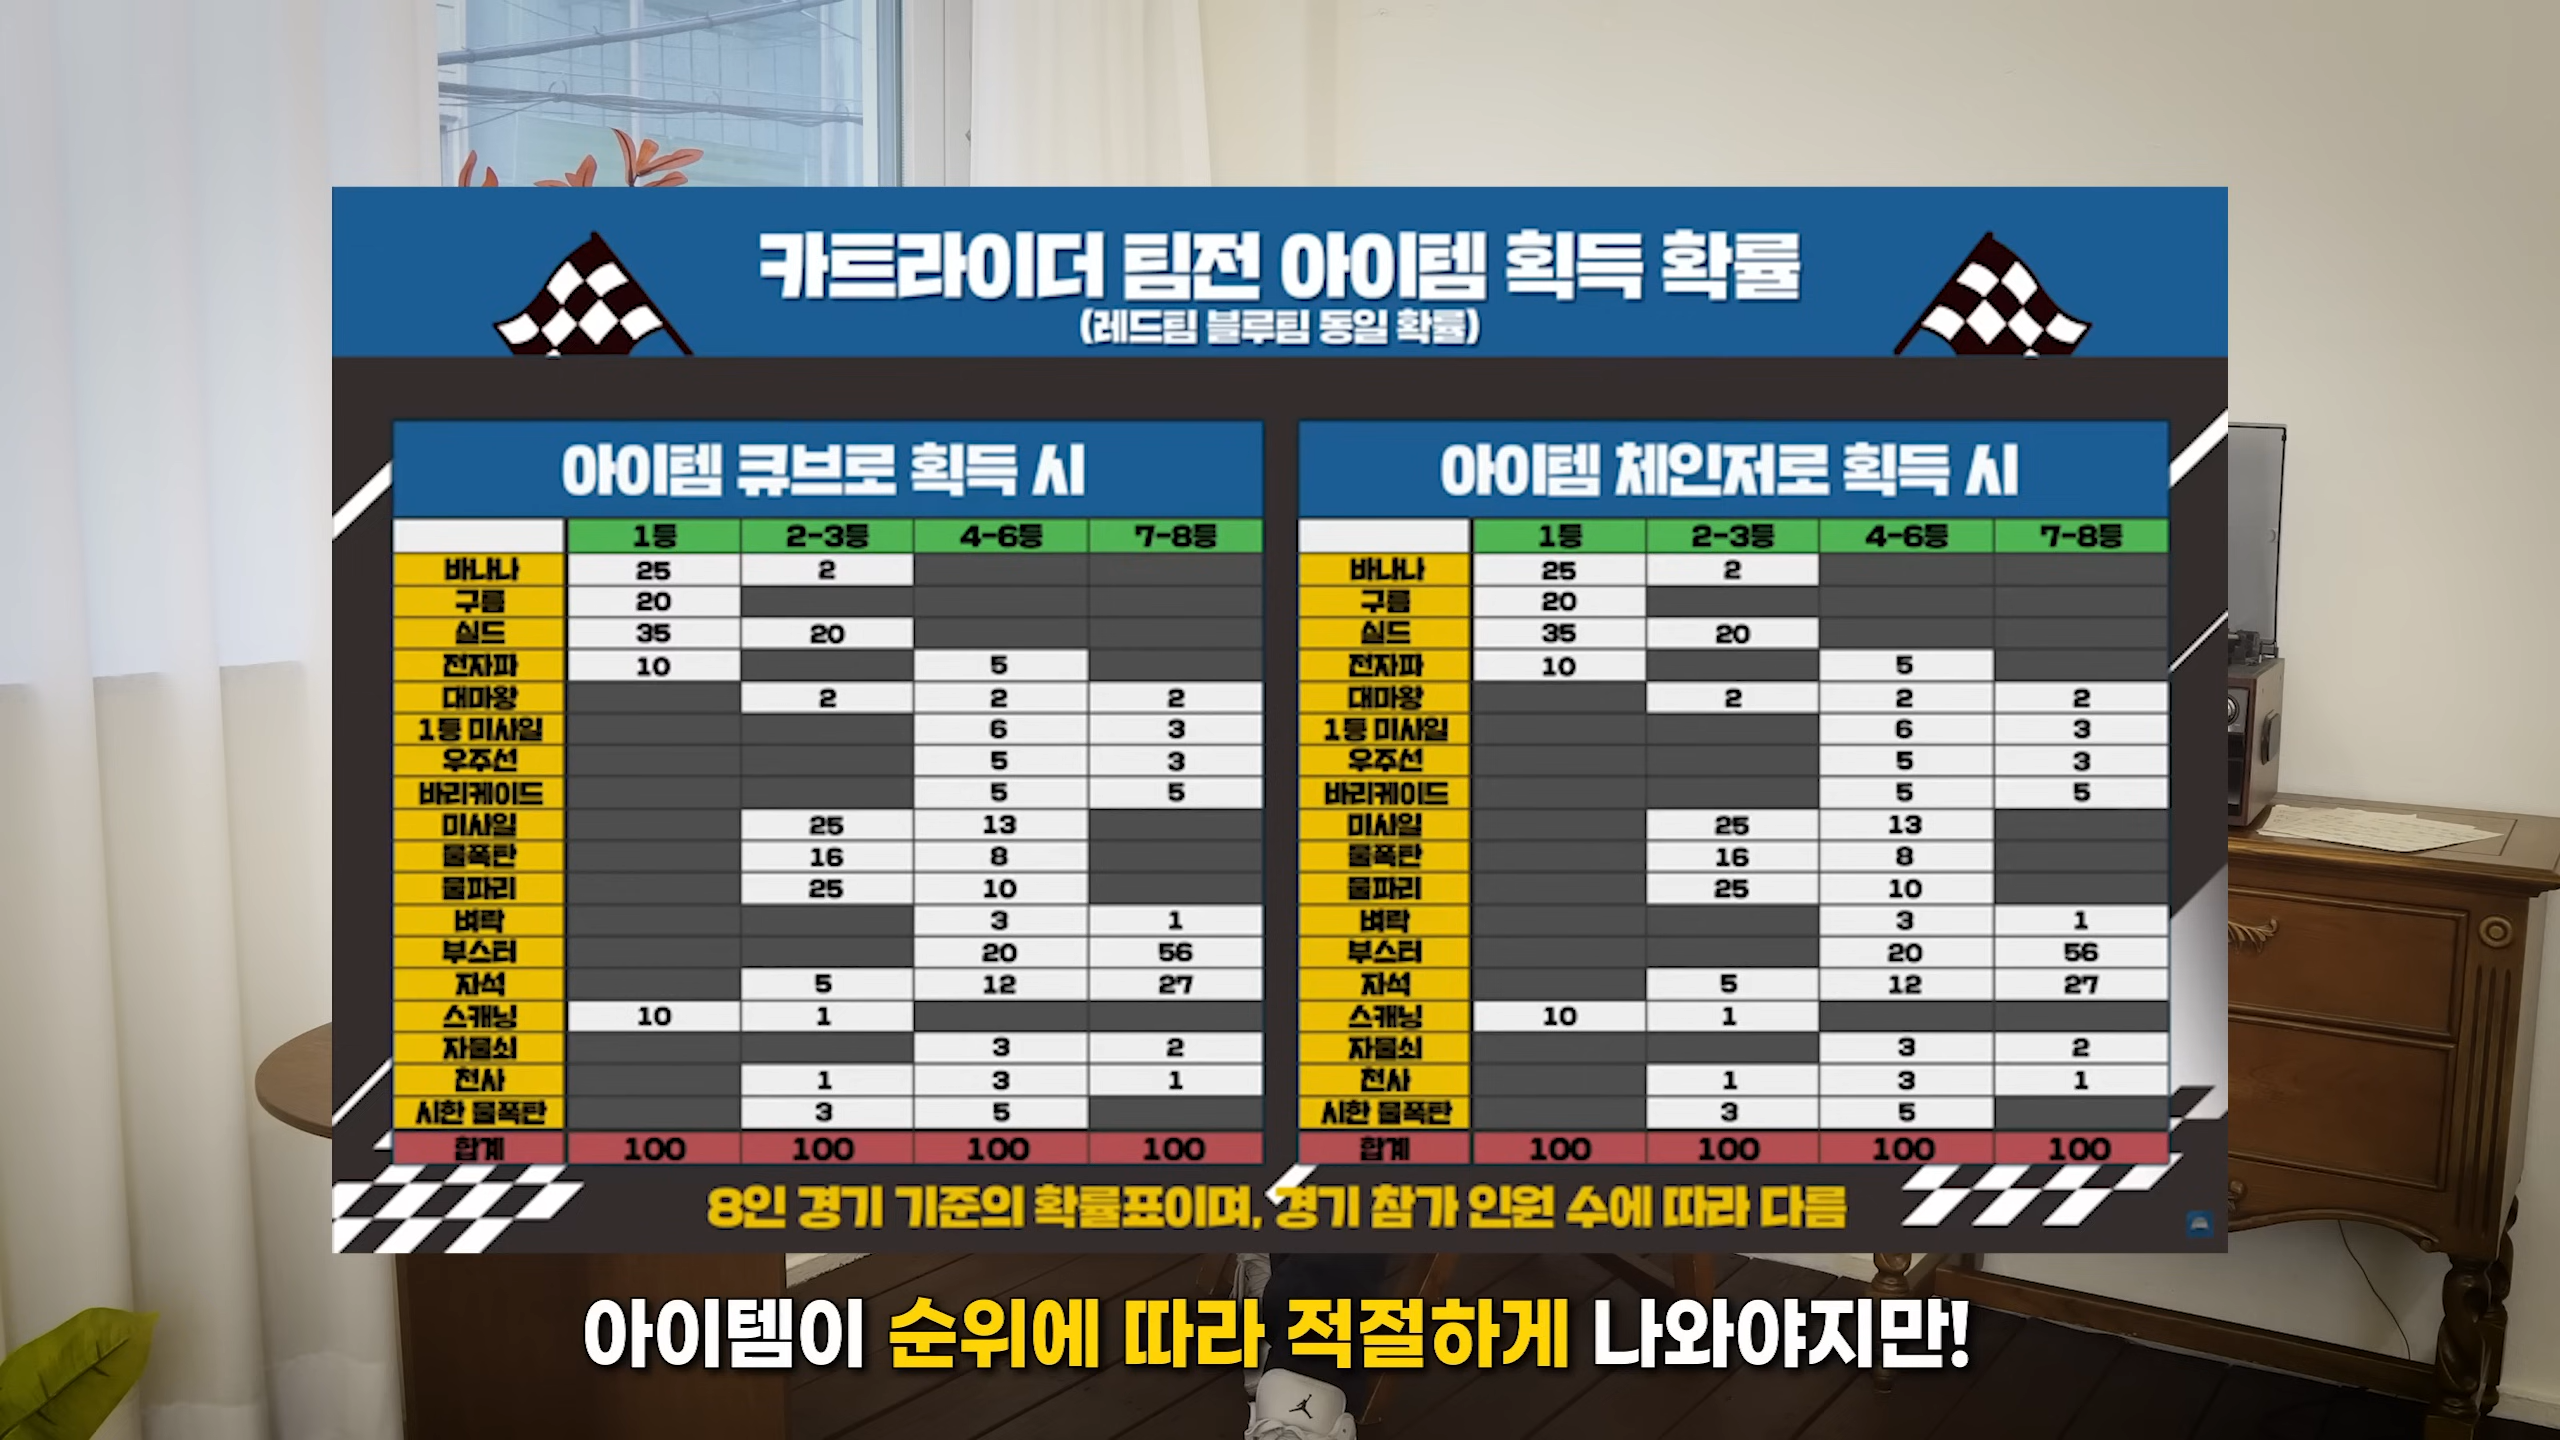 카트라이더 팀전 아이템 획득 확률
(레드팀 블루팀 동일 확률)
아이템 큐브로 획득 시
1등 2-3등 4-6등 7-8등
바나나 25 2
구름 20
실드 35 20
전자파 10 5
대마왕 2 2 2
1등 미사일 6 3
우주선 5 3
바리케이드 5 5
미사일 25 13
물폭탄 16 8
물파리 25 10
벼락 3 1
부스터 20 56
자석 5 12 27
스캐닝 10 1
자물쇠 3 2
천사 1 3 1
시한 물폭탄 3 5
합계 100 100 100 100
아이템 체인저로 획득 시
1등 2-3등 4-6등 7-8등
바나나 25 2
구름 20
실드 35 20
전자파 10 5
대마왕 2 2 2
1등 미사일 6 3
우주선 5 3
바리케이드 5 5
미사일 25 13
물폭탄 16 8
물파리 25 10
벼락 3 1
부스터 20 56
자석 5 12 27
스캐닝 10 1
자물쇠 3 2
천사 1 3 1
시한 물폭탄 3 5
합계 100 100 100 100
8인 경기 기준의 확률표이며, 경기 참가 인원 수에 따라 다름
아이템이 순위에 따라 적절하게 나와야지만!